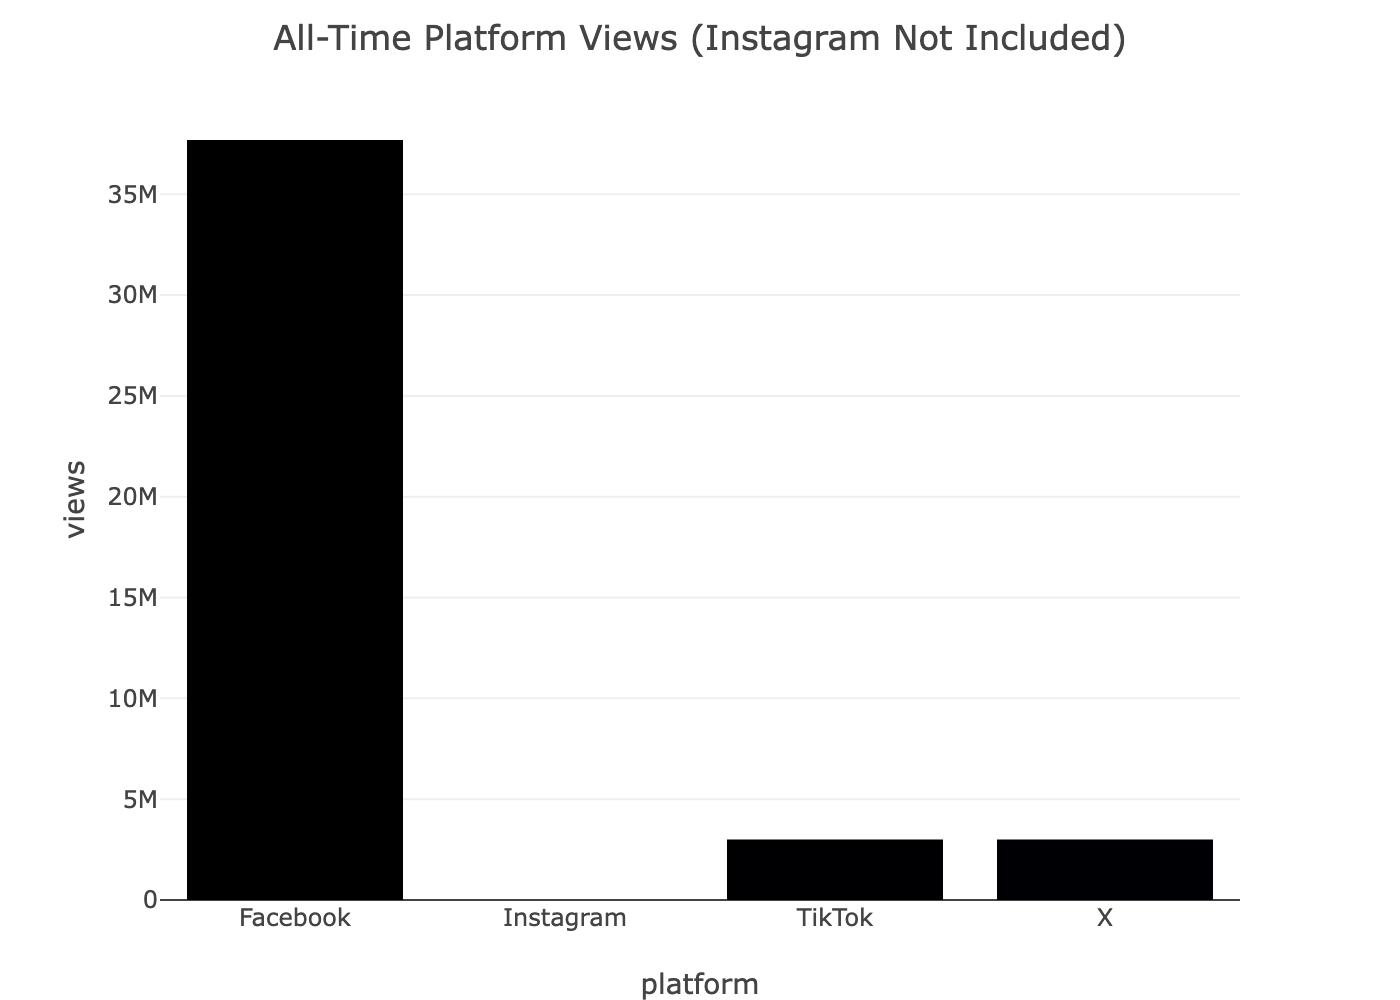 All-Time Platform Views (Instagram Not Included)
35M
30M
25M
20M
15M
10M
5M
0
views
Facebook
Instagram
TikTok
X
platform